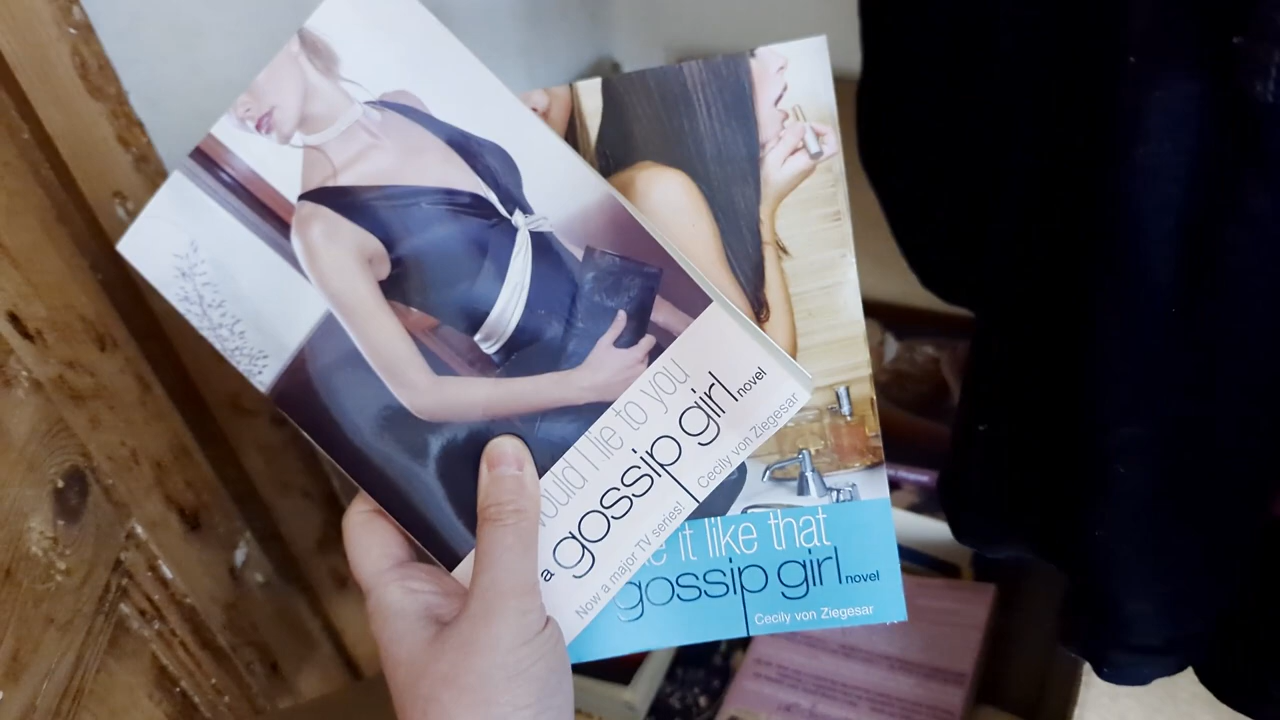 would I lie to you
a gossip girl novel
Now a major TV series! Cecily von Ziegesar
it like that
gossip girl novel
Cecily von Ziegesar